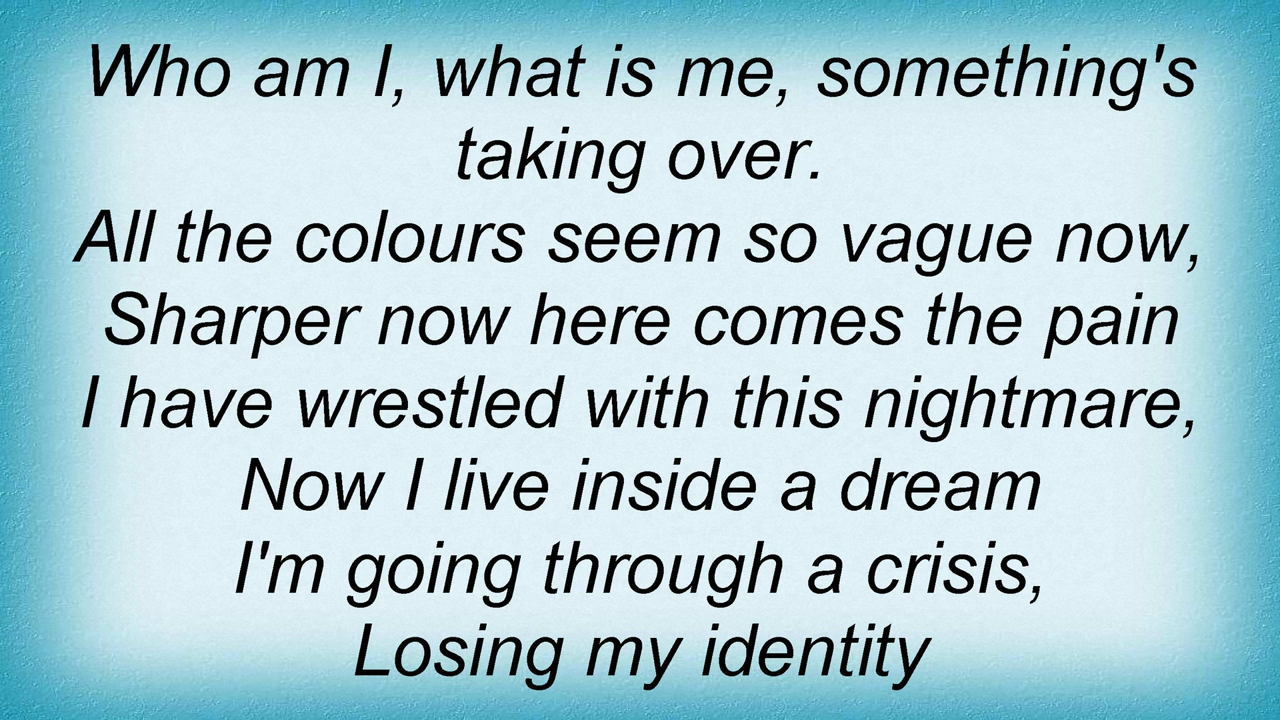 Who am I, what is me, something's
taking over.
All the colours seem so vague now,
Sharper now here comes the pain
I have wrestled with this nightmare,
Now I live inside a dream
I'm going through a crisis,
Losing my identity